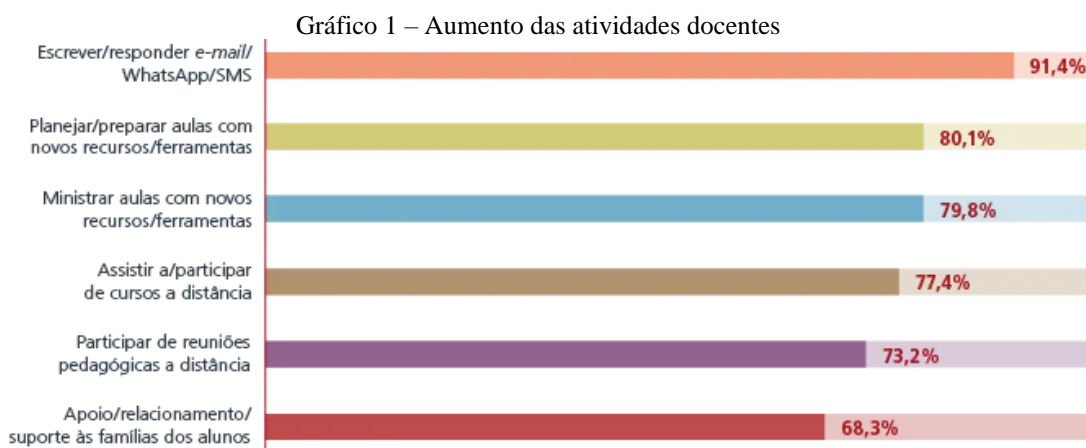 Gráfico 1 – Aumento das atividades docentes
Escrever/responder e-mail/
WhatsApp/SMS
91,4%
Planejar/preparar aulas com
novos recursos/ferramentas
80,1%
Ministrar aulas com novos
recursos/ferramentas
79,8%
Assistir a/participar
de cursos a distância
77,4%
Participar de reuniões
pedagógicas a distância
73,2%
Apoio/relacionamento/
suporte às famílias dos alunos
68,3%